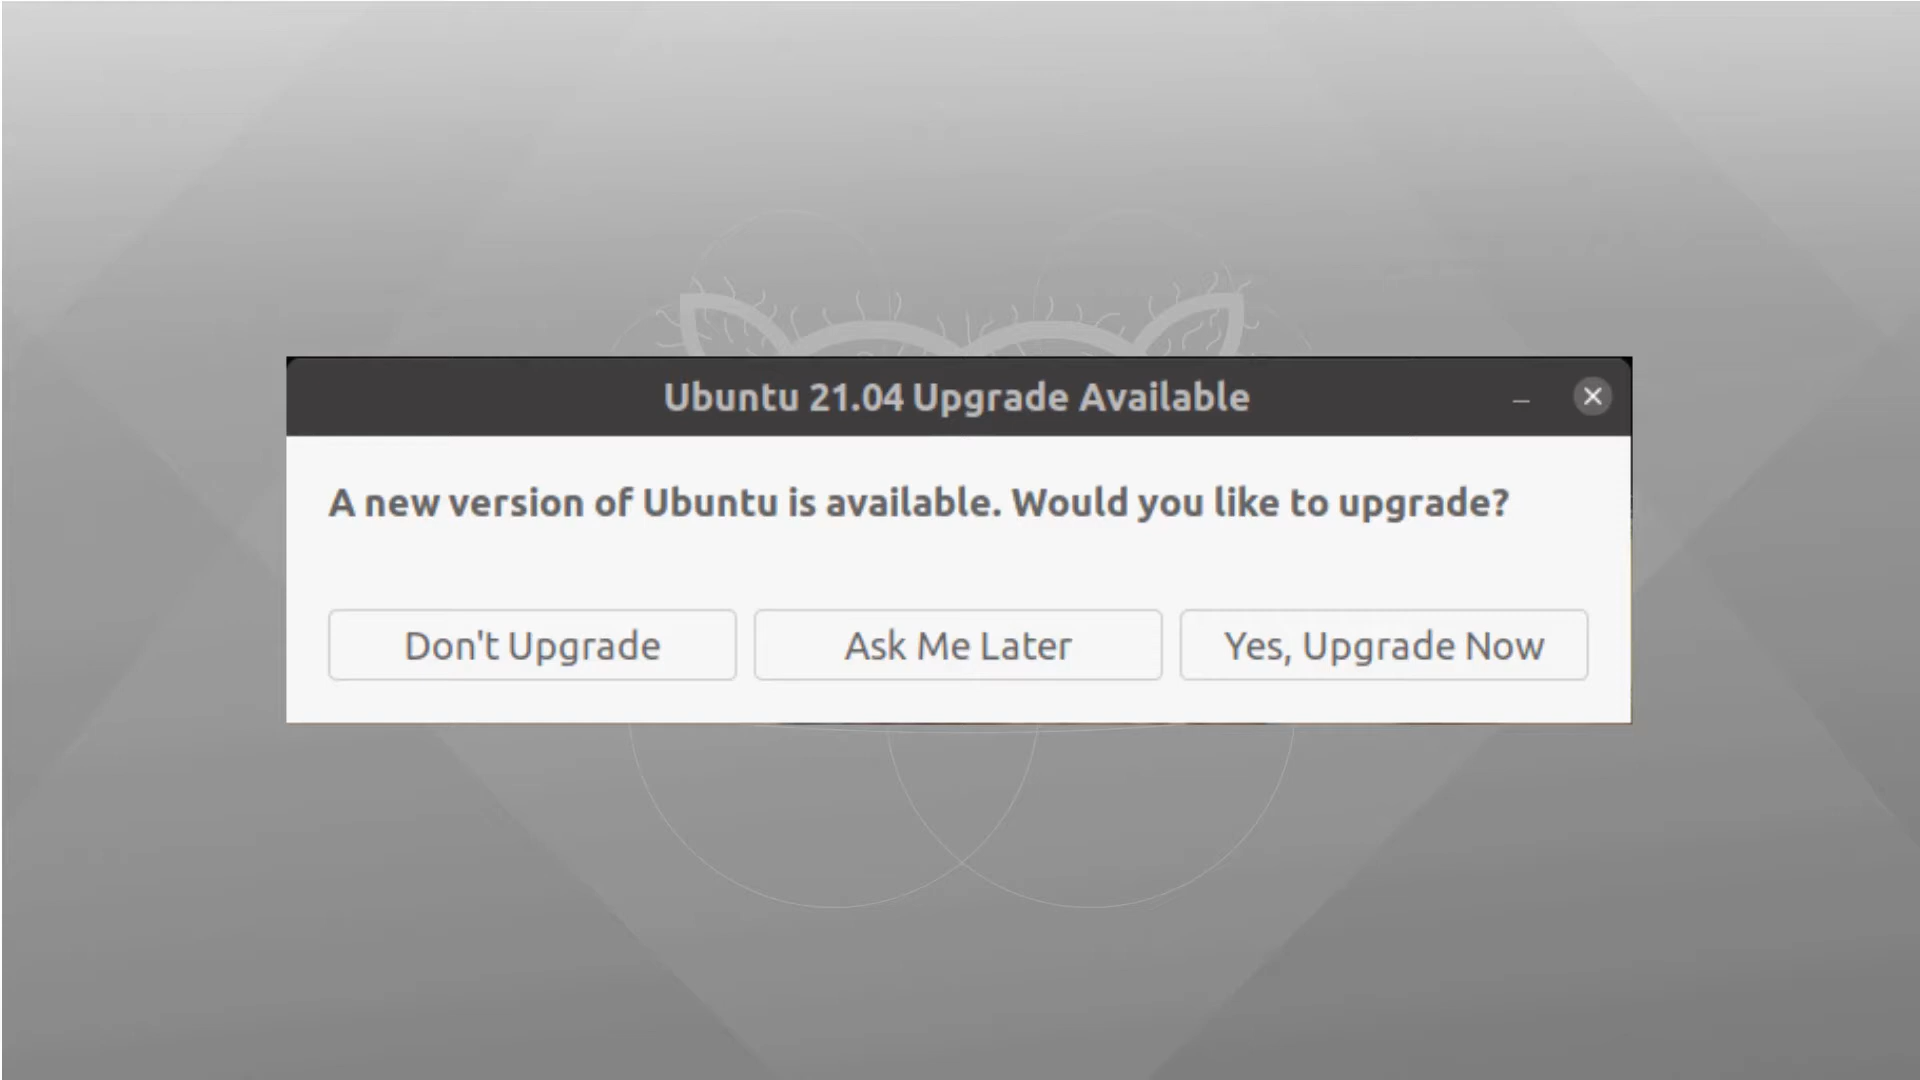 Ubuntu 21.04 Upgrade Available
A new version of Ubuntu is available. Would you like to upgrade?
Don't Upgrade
Ask Me Later
Yes, Upgrade Now